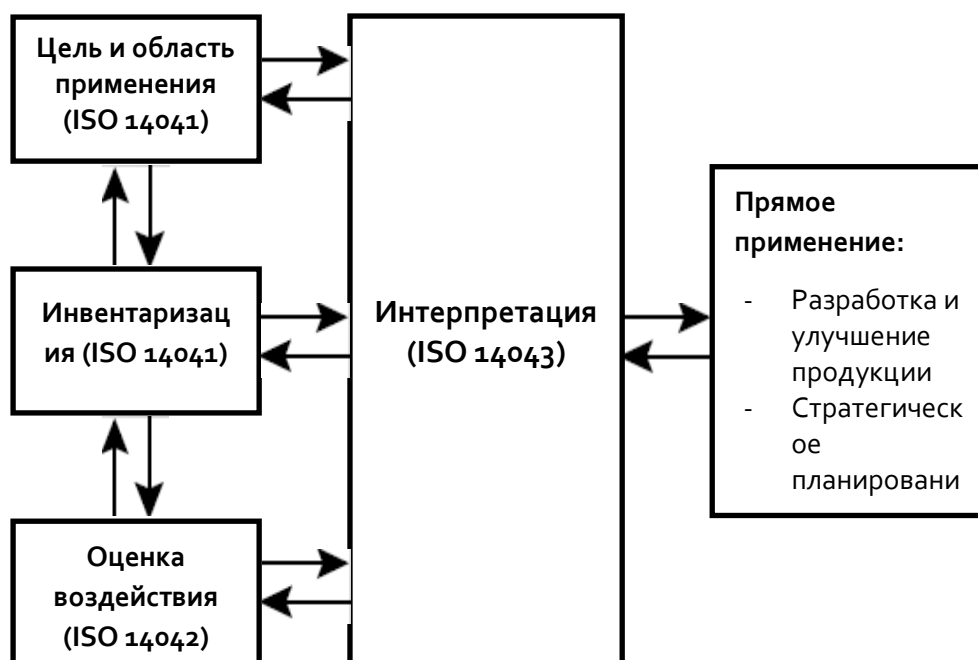 Цель и область
применения
(ISO 14041)
Инвентаризац
ия (ISO 14041)
Оценка
воздействия
(ISO 14042)
Интерпретация
(ISO 14043)
Прямое
применение:
- Разработка и
улучшение
продукции
- Стратегическ
ое
планировани